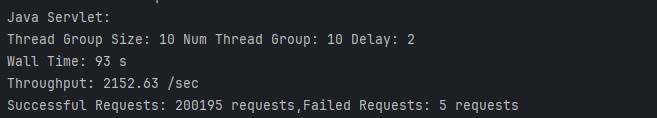 Java Servlet:
Thread Group Size: 10 Num Thread Group: 10 Delay: 2
Wall Time: 93 s
Throughput: 2152.63 /sec
Successful Requests: 200195 requests,Failed Requests: 5 requests